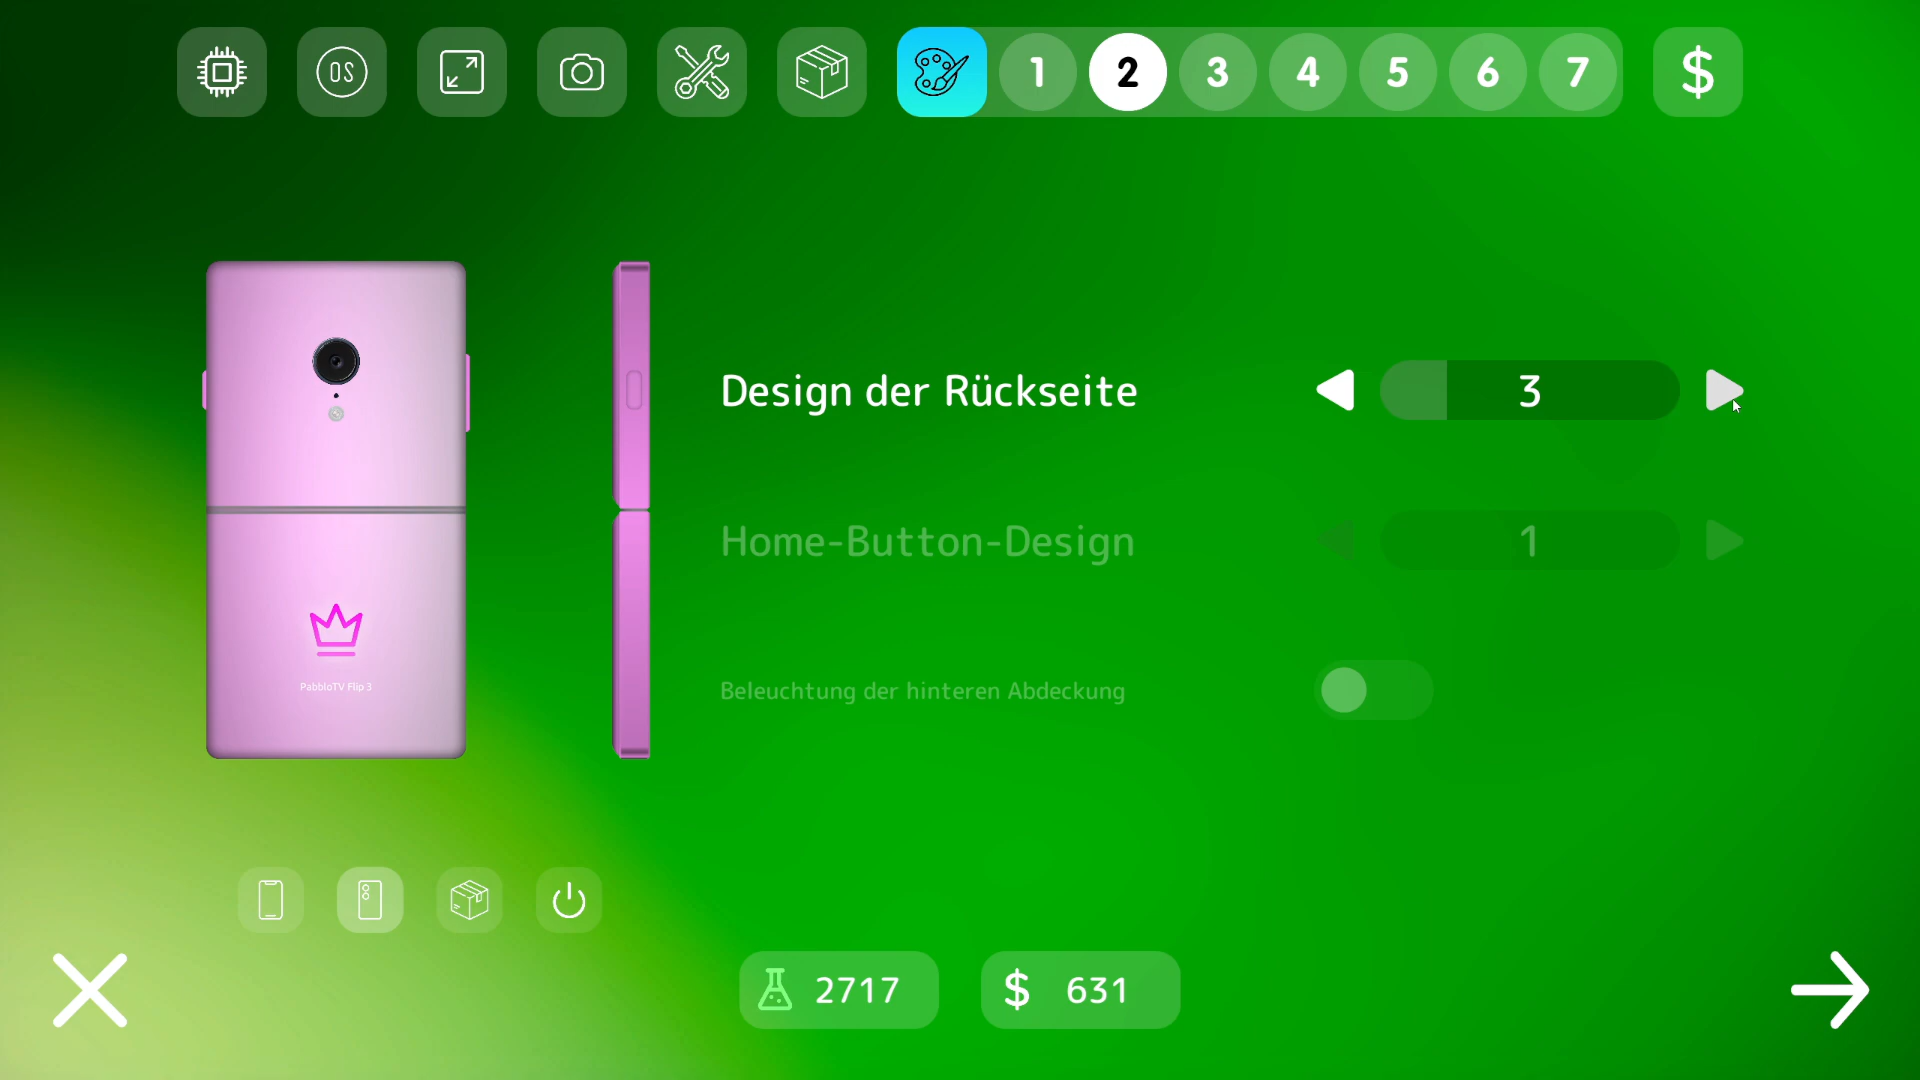 OS
1
2
3
4
5
6
7
$
Design der Rückseite
3
Home-Button-Design
1
PabbloTV Flip 3
Beleuchtung der hinteren Abdeckung
2717
$ 631